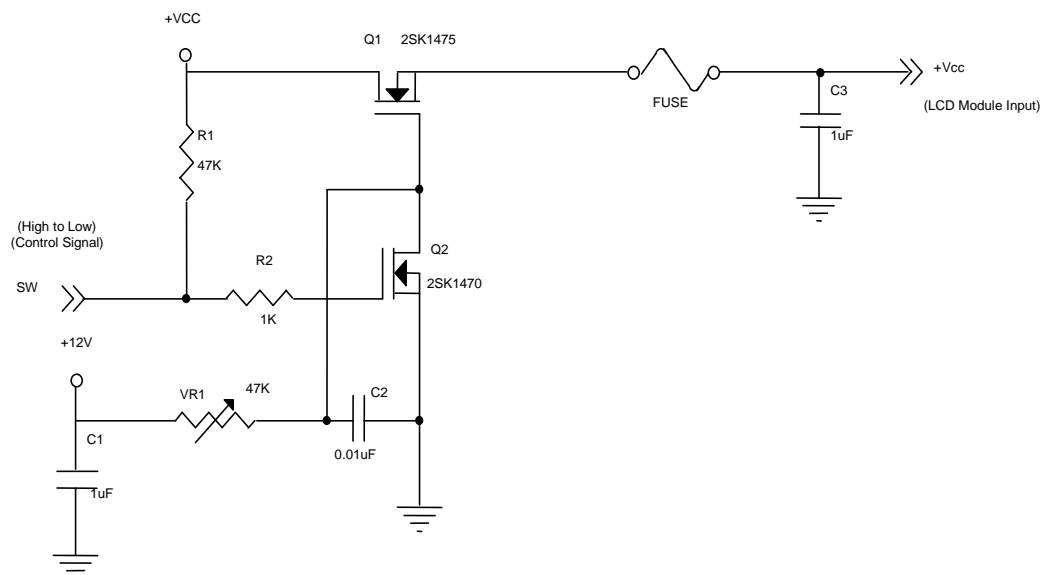 +VCC
Q1 2SK1475
+Vcc
FUSE
C3
(LCD Module Input)
R1
1uF
47K
(High to Low)
(Control Signal)
R2
Q2
SW
2SK1470
1K
+12V
VR1
47K
C2
C1
0.01uF
1uF